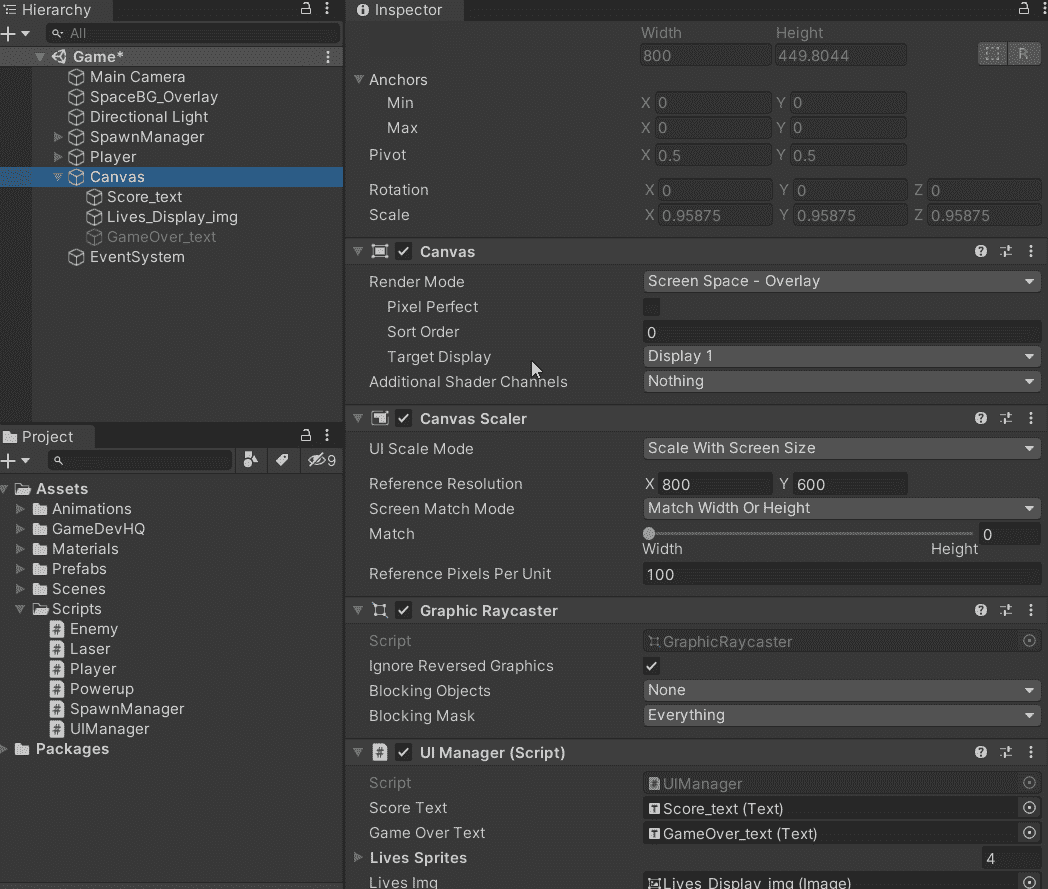 Hierarchy
All
Game*
Main Camera
SpaceBG_Overlay
Directional Light
SpawnManager
Player
Canvas
Score_text
Lives_Display_img
GameOver_text
EventSystem
Project
9
Assets
Animations
GameDevHQ
Materials
Prefabs
Scenes
Scripts
Enemy
Laser
Player
Powerup
SpawnManager
UIManager
Packages
Inspector
Width Height
800 449.8044 R
Anchors
Min X 0 Y 0
Max X 0 Y 0
Pivot X 0.5 Y 0.5
Rotation X 0 Y 0 Z 0
Scale X 0.95875 Y 0.95875 Z 0.95875
Canvas
Render Mode Screen Space - Overlay
Pixel Perfect
Sort Order 0
Target Display Display 1
Additional Shader Channels Nothing
Canvas Scaler
UI Scale Mode Scale With Screen Size
Reference Resolution X 800 Y 600
Screen Match Mode Match Width Or Height
Match 0
Width Height
Reference Pixels Per Unit 100
Graphic Raycaster
Script GraphicRaycaster
Ignore Reversed Graphics
Blocking Objects None
Blocking Mask Everything
UI Manager (Script)
Script UIManager
Score Text Score_text (Text)
Game Over Text GameOver_text (Text)
Lives Sprites 4
Lives Img Lives_Display_img (Image)